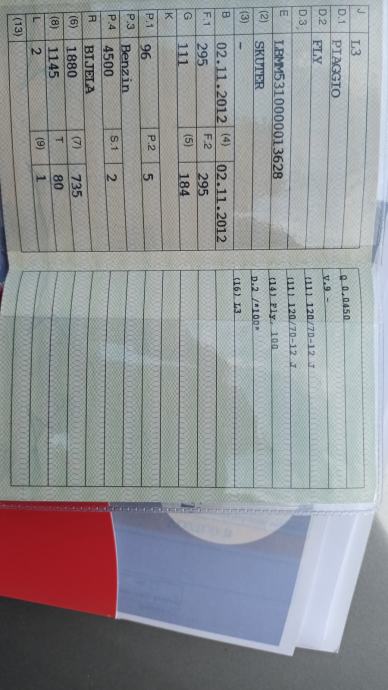 J L3
D.1 PIAGGIO
D.2 FLY
D.3
E LBMM5310000013628
(2) SKUTER
(3) -
B 02.11.2012 (4) 02.11.2012
F.1 295 F.2 295
G 111 (5) 184
K
P.1 96 P.2 5
P.3 Benzin
P.4 4500 S.1 2
R BIJELA
(6) 1880 (7) 735
(8) 1145 T 80
L 2 (9) 1
(13)
Q 0.0450
V.9 -
(11) 120/70-12 J
(11) 120/70-12 J
(14) Fly, 100
D.2 /*100*
(16) L3